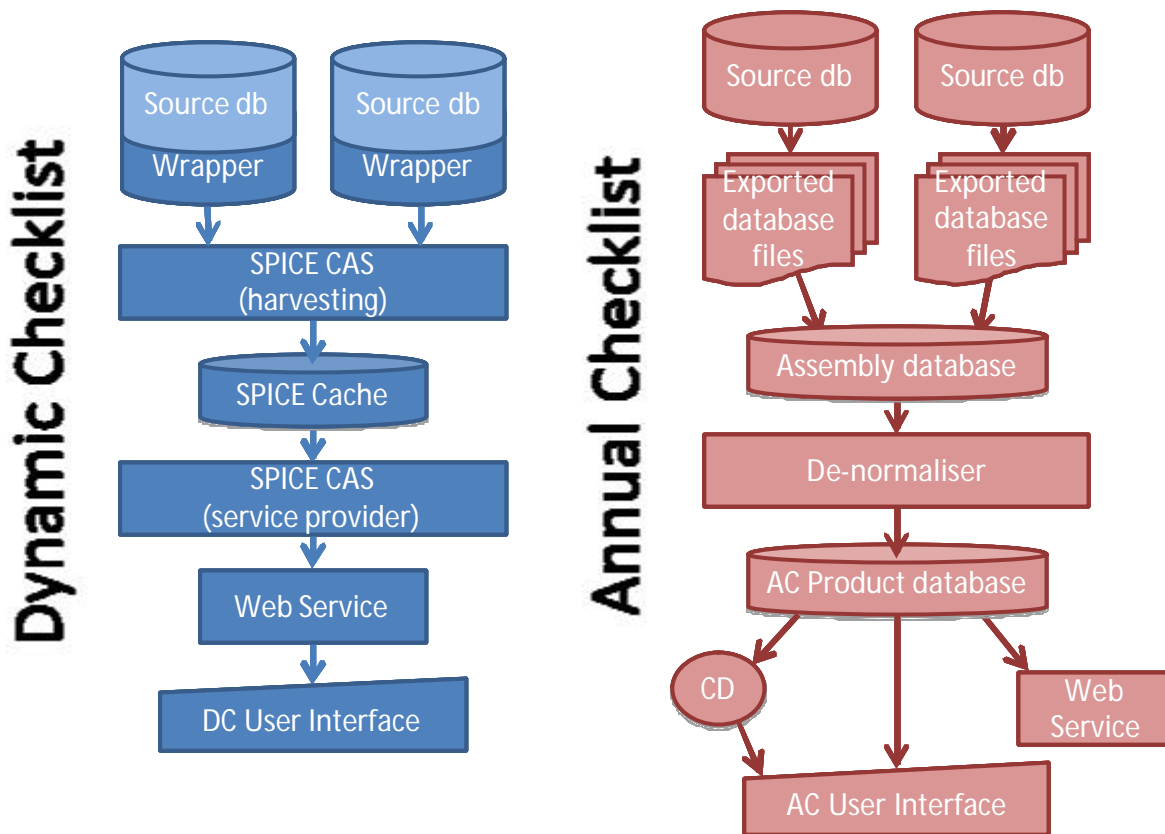 Dynamic Checklist
Source db
Source db
Wrapper
Wrapper
SPICE CAS
(harvesting)
SPICE Cache
SPICE CAS
(service provider)
Web Service
DC User Interface
Annual Checklist
Source db
Source db
Exported
database
files
Exported
database
files
Assembly database
De-normaliser
AC Product database
CD
Web
Service
AC User Interface